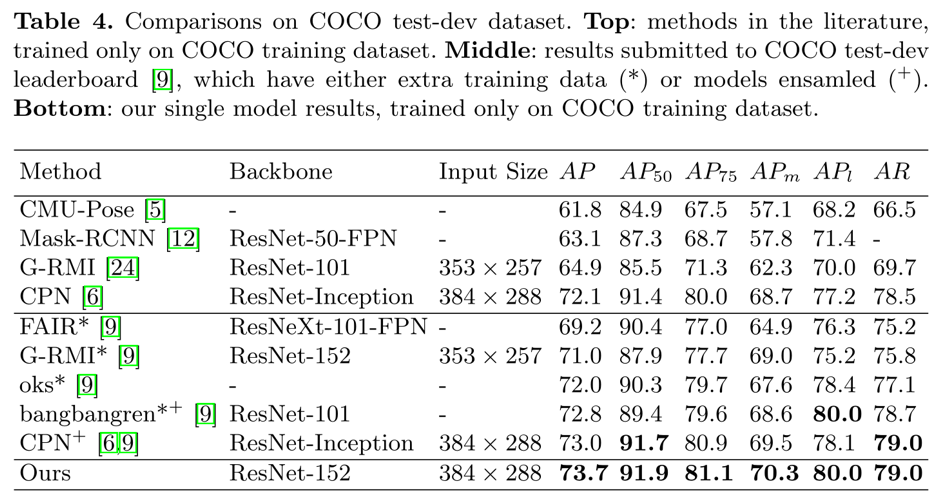 Table 4. Comparisons on COCO test-dev dataset. Top: methods in the literature,
trained only on COCO training dataset. Middle: results submitted to COCO test-dev
leaderboard [9], which have either extra training data (*) or models ensamled (+).
Bottom: our single model results, trained only on COCO training dataset.
Method Backbone Input Size AP AP50 AP75 APm APl AR
CMU-Pose [5] - - 61.8 84.9 67.5 57.1 68.2 66.5
Mask-RCNN [12] ResNet-50-FPN - 63.1 87.3 68.7 57.8 71.4 -
G-RMI [24] ResNet-101 353 × 257 64.9 85.5 71.3 62.3 70.0 69.7
CPN [6] ResNet-Inception 384 × 288 72.1 91.4 80.0 68.7 77.2 78.5
FAIR* [9] ResNeXt-101-FPN - 69.2 90.4 77.0 64.9 76.3 75.2
G-RMI* [9] ResNet-152 353 × 257 71.0 87.9 77.7 69.0 75.2 75.8
oks* [9] - - 72.0 90.3 79.7 67.6 78.4 77.1
bangbangren*+ [9] ResNet-101 - 72.8 89.4 79.6 68.6 80.0 78.7
CPN+ [6,9] ResNet-Inception 384 × 288 73.0 91.7 80.9 69.5 78.1 79.0
Ours ResNet-152 384 × 288 73.7 91.9 81.1 70.3 80.0 79.0